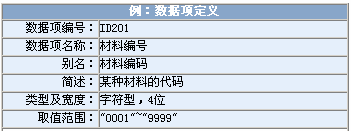 例：数据项定义
数据项编号：ID201
数据项名称：材料编号
别名：材料编码
简述：某种材料的代码
类型及宽度：字符型，4位
取值范围："0001"~"9999"